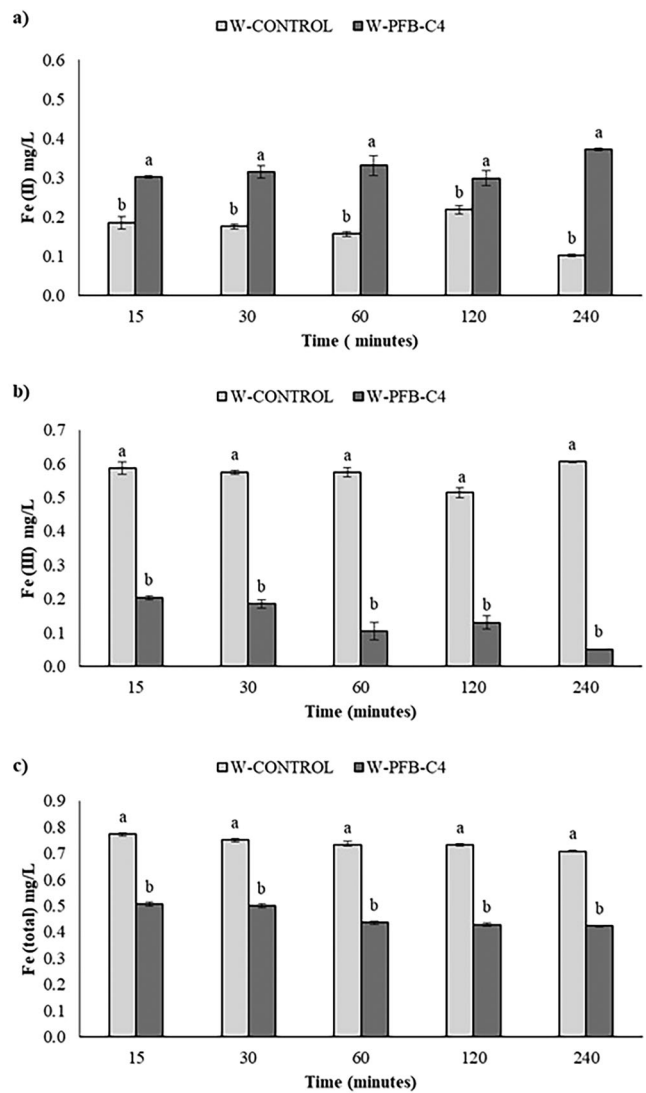 a)
W-CONTROL W-PFB-C4
0.6
0.5
0.4
0.3
0.2
0.1
0.0
Fe (II) mg/L
b a b a b a b a b a
15 30 60 120 240
Time ( minutes)
b)
W-CONTROL W-PFB-C4
0.7
0.6
0.5
0.4
0.3
0.2
0.1
0.0
Fe (III) mg/L
a b a b a b a b a b
15 30 60 120 240
Time (minutes)
c)
W-CONTROL W-PFB-C4
0.9
0.8
0.7
0.6
0.5
0.4
0.3
0.2
0.1
0.0
Fe (total) mg/L
a b a b a b a b a b
15 30 60 120 240
Time (minutes)